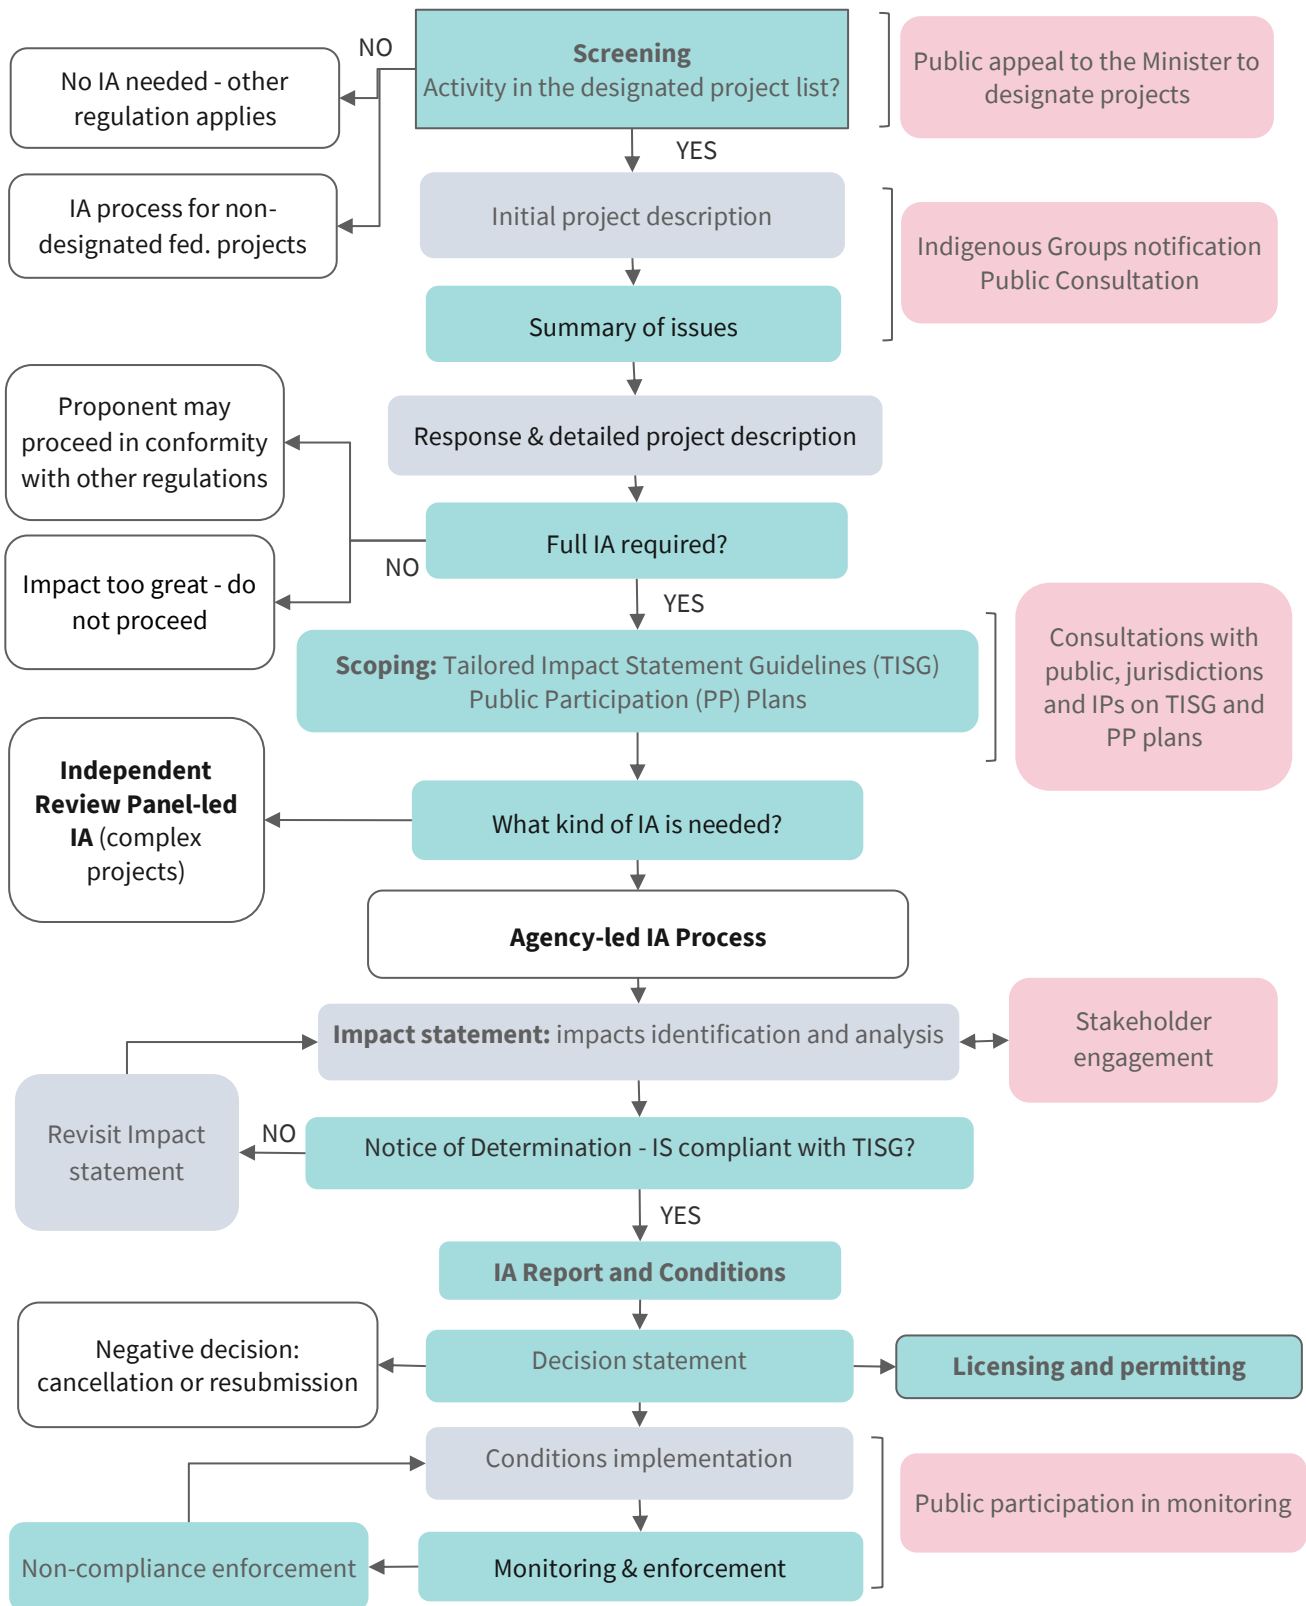 NO
Screening
Activity in the designated project list?
Public appeal to the Minister to
designate projects
No IA needed - other
regulation applies
YES
IA process for non-
designated fed. projects
Initial project description
Indigenous Groups notification
Public Consultation
Summary of issues
Proponent may
proceed in conformity
with other regulations
Response & detailed project description
Full IA required?
NO
Impact too great - do
not proceed
YES
Scoping: Tailored Impact Statement Guidelines (TISG)
Public Participation (PP) Plans
Consultations with
public, jurisdictions
and IPs on TISG and
PP plans
Independent
Review Panel-led
IA (complex
projects)
What kind of IA is needed?
Agency-led IA Process
Impact statement: impacts identification and analysis
Stakeholder
engagement
Revisit Impact
statement
NO
Notice of Determination - IS compliant with TISG?
YES
IA Report and Conditions
Negative decision:
cancellation or resubmission
Decision statement
Licensing and permitting
Conditions implementation
Public participation in monitoring
Non-compliance enforcement
Monitoring & enforcement